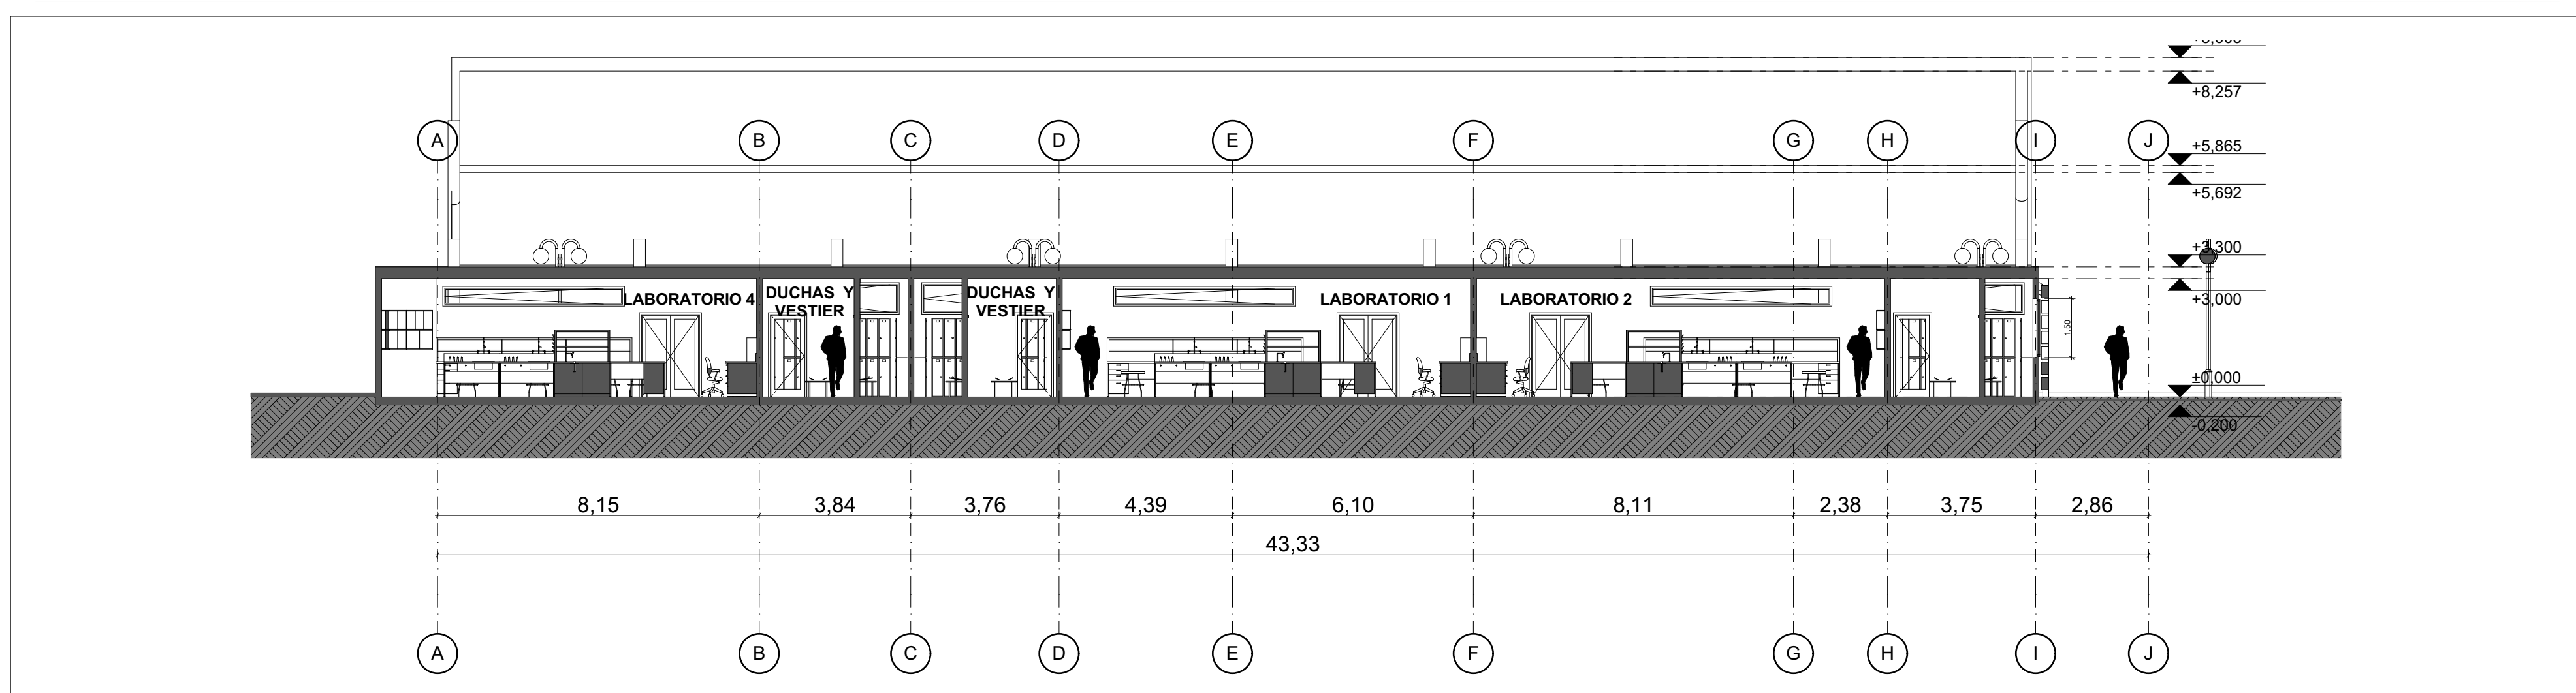 +8,257
A B C D E F G H I J
+5,865
+5,692
+3,300
+3,000
LABORATORIO 4
DUCHAS Y
VESTIER
DUCHAS Y
VESTIER
LABORATORIO 1
LABORATORIO 2
1.50
±0,000
-0,200
8,15 3,84 3,76 4,39 6,10 8,11 2,38 3,75 2,86
43,33
A B C D E F G H I J